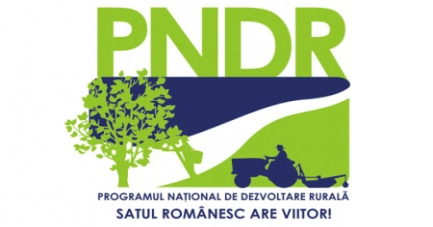 PNDR
PROGRAMUL NAȚIONAL DE DEZVOLTARE RURALĂ
SATUL ROMÂNESC ARE VIITOR!